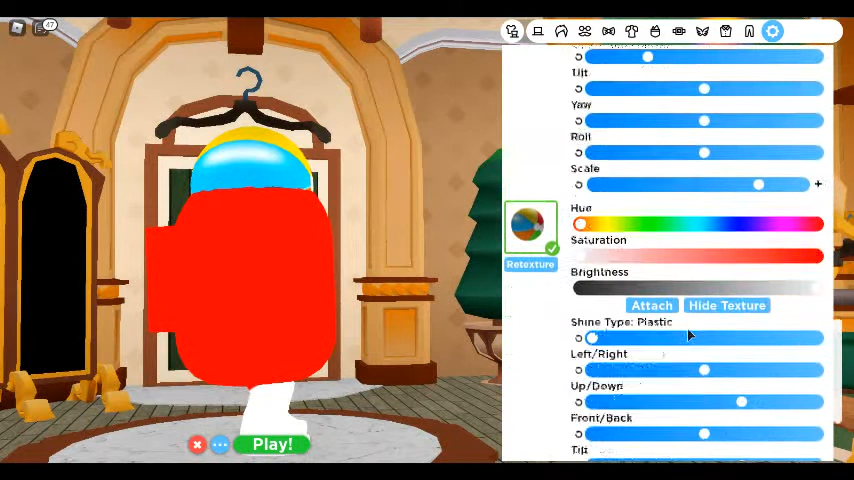 47
Tilt
Yaw
Roll
Scale
+
Hue
Saturation
Retexture
Brightness
Attach
Hide Texture
Shine Type: Plastic
Left/Right
Up/Down
Front/Back
Tilt
Play!